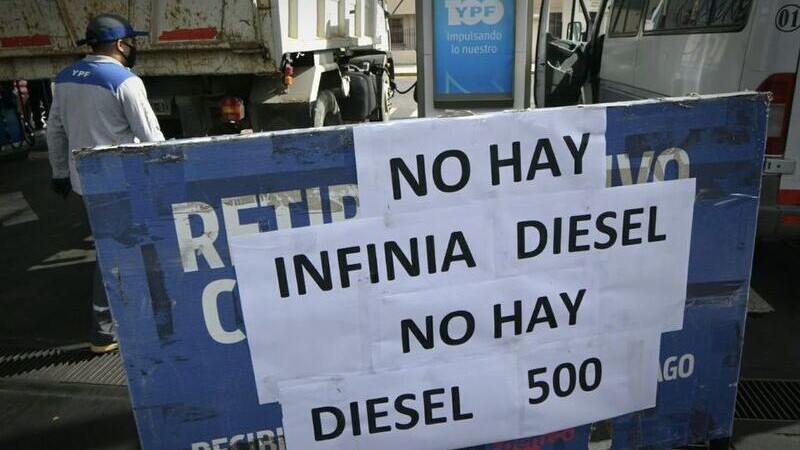 YPF
Impulsando
lo nuestro
01
YPF
NO HAY
INFINIA DIESEL
NO HAY
DIESEL 500